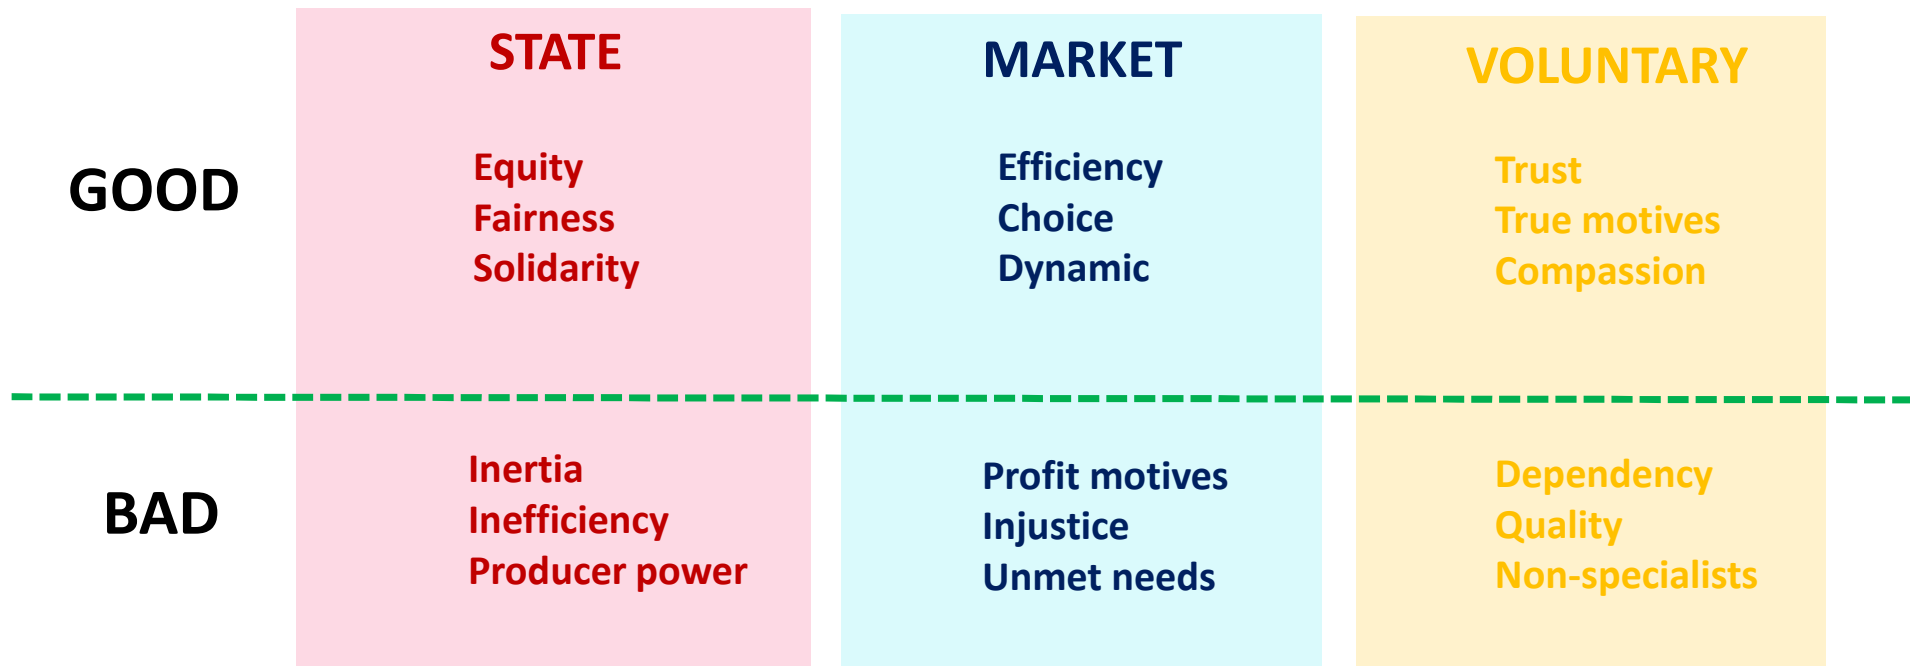 STATE
MARKET
VOLUNTARY
GOOD
Equity
Fairness
Solidarity
Efficiency
Choice
Dynamic
Trust
True motives
Compassion
BAD
Inertia
Inefficiency
Producer power
Profit motives
Injustice
Unmet needs
Dependency
Quality
Non-specialists